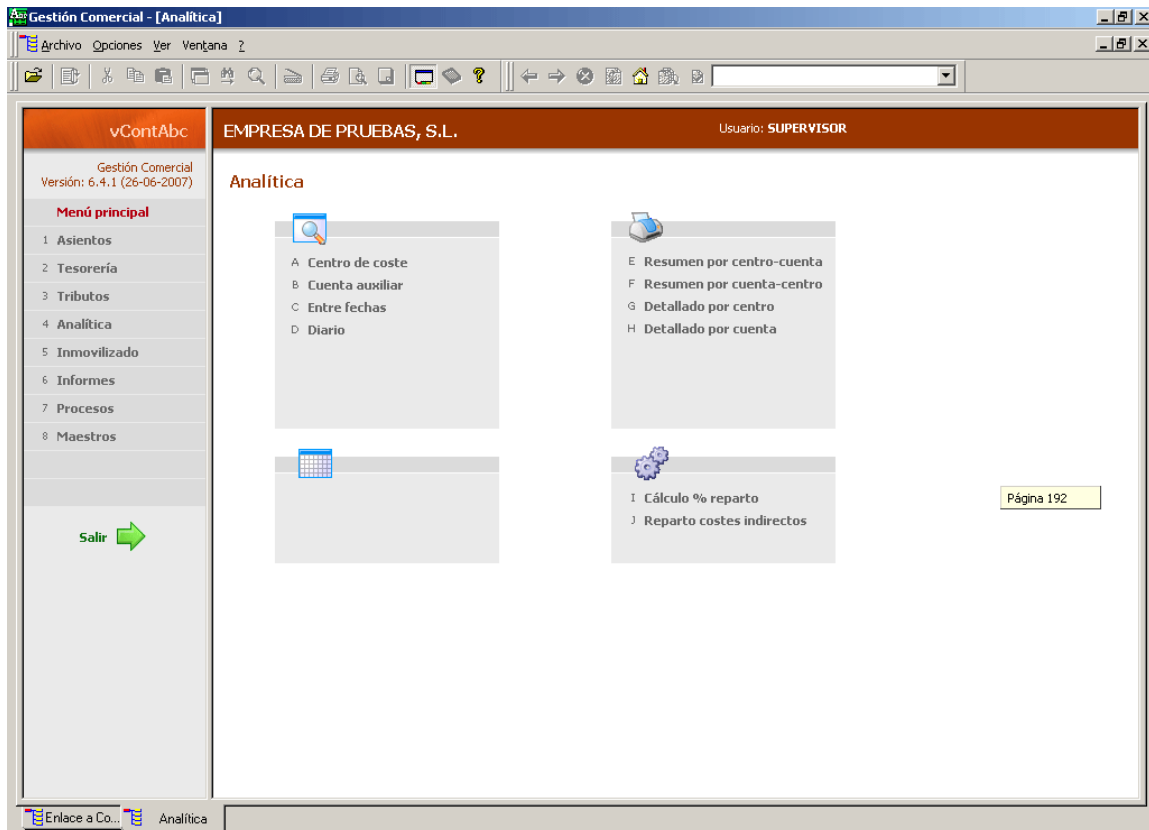 Gestión Comercial - [Analítica]
Archivo Opciones Ver Ventana ?
vContAbc
EMPRESA DE PRUEBAS, S.L.
Usuario: SUPERVISOR
Gestión Comercial
Versión: 6.4.1 (26-06-2007)
Analítica
Menú principal
1 Asientos
2 Tesorería
3 Tributos
4 Analítica
5 Inmovilizado
6 Informes
7 Procesos
8 Maestros
Salir
A Centro de coste
B Cuenta auxiliar
C Entre fechas
D Diario
E Resumen por centro-cuenta
F Resumen por cuenta-centro
G Detallado por centro
H Detallado por cuenta
I Cálculo % reparto
J Reparto costes indirectos
Página 192
Enlace a Co...
Analítica